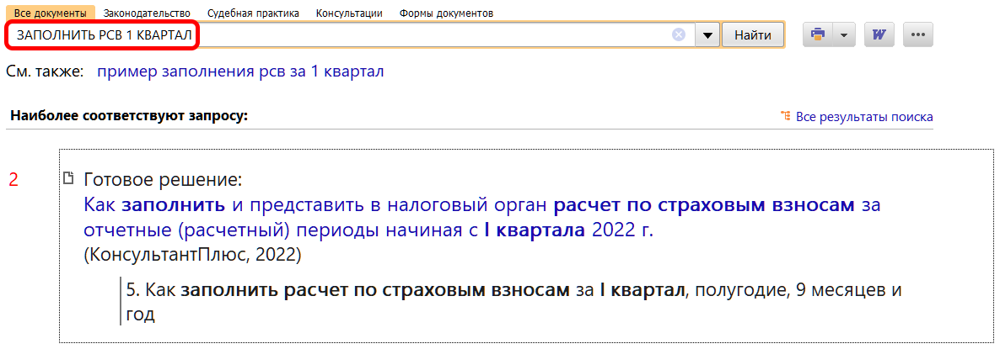 Все документы Законодательство Судебная практика Консультации Формы документов
ЗАПОЛНИТЬ РСВ 1 КВАРТАЛ Найти W
См. также: пример заполнения рсв за 1 квартал
Наиболее соответствуют запросу: Все результаты поиска
2 Готовое решение:
Как заполнить и представить в налоговый орган расчет по страховым взносам за
отчетные (расчетный) периоды начиная с I квартала 2022 г.
(КонсультантПлюс, 2022)
5. Как заполнить расчет по страховым взносам за I квартал, полугодие, 9 месяцев и
год